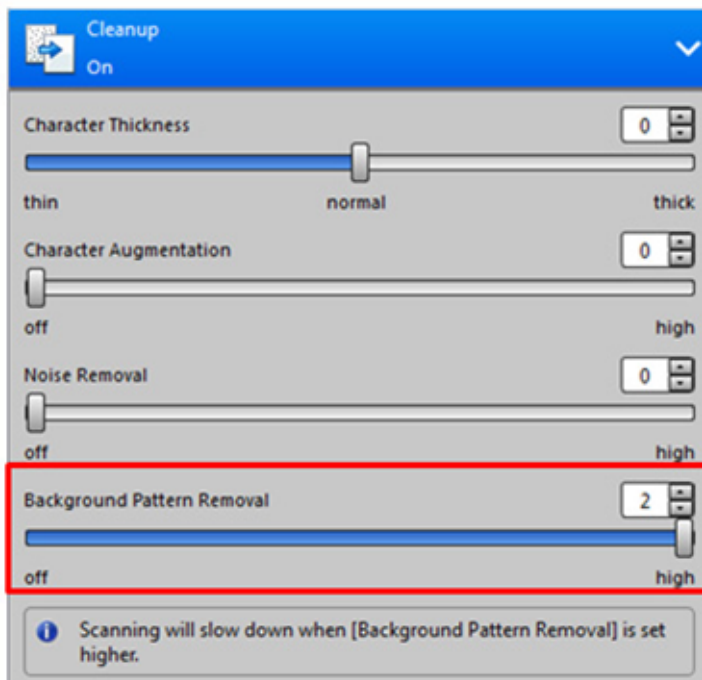 Cleanup
On
Character Thickness 0
thin normal thick
Character Augmentation 0
off high
Noise Removal 0
off high
Background Pattern Removal 2
off high
Scanning will slow down when [Background Pattern Removal] is set
higher.